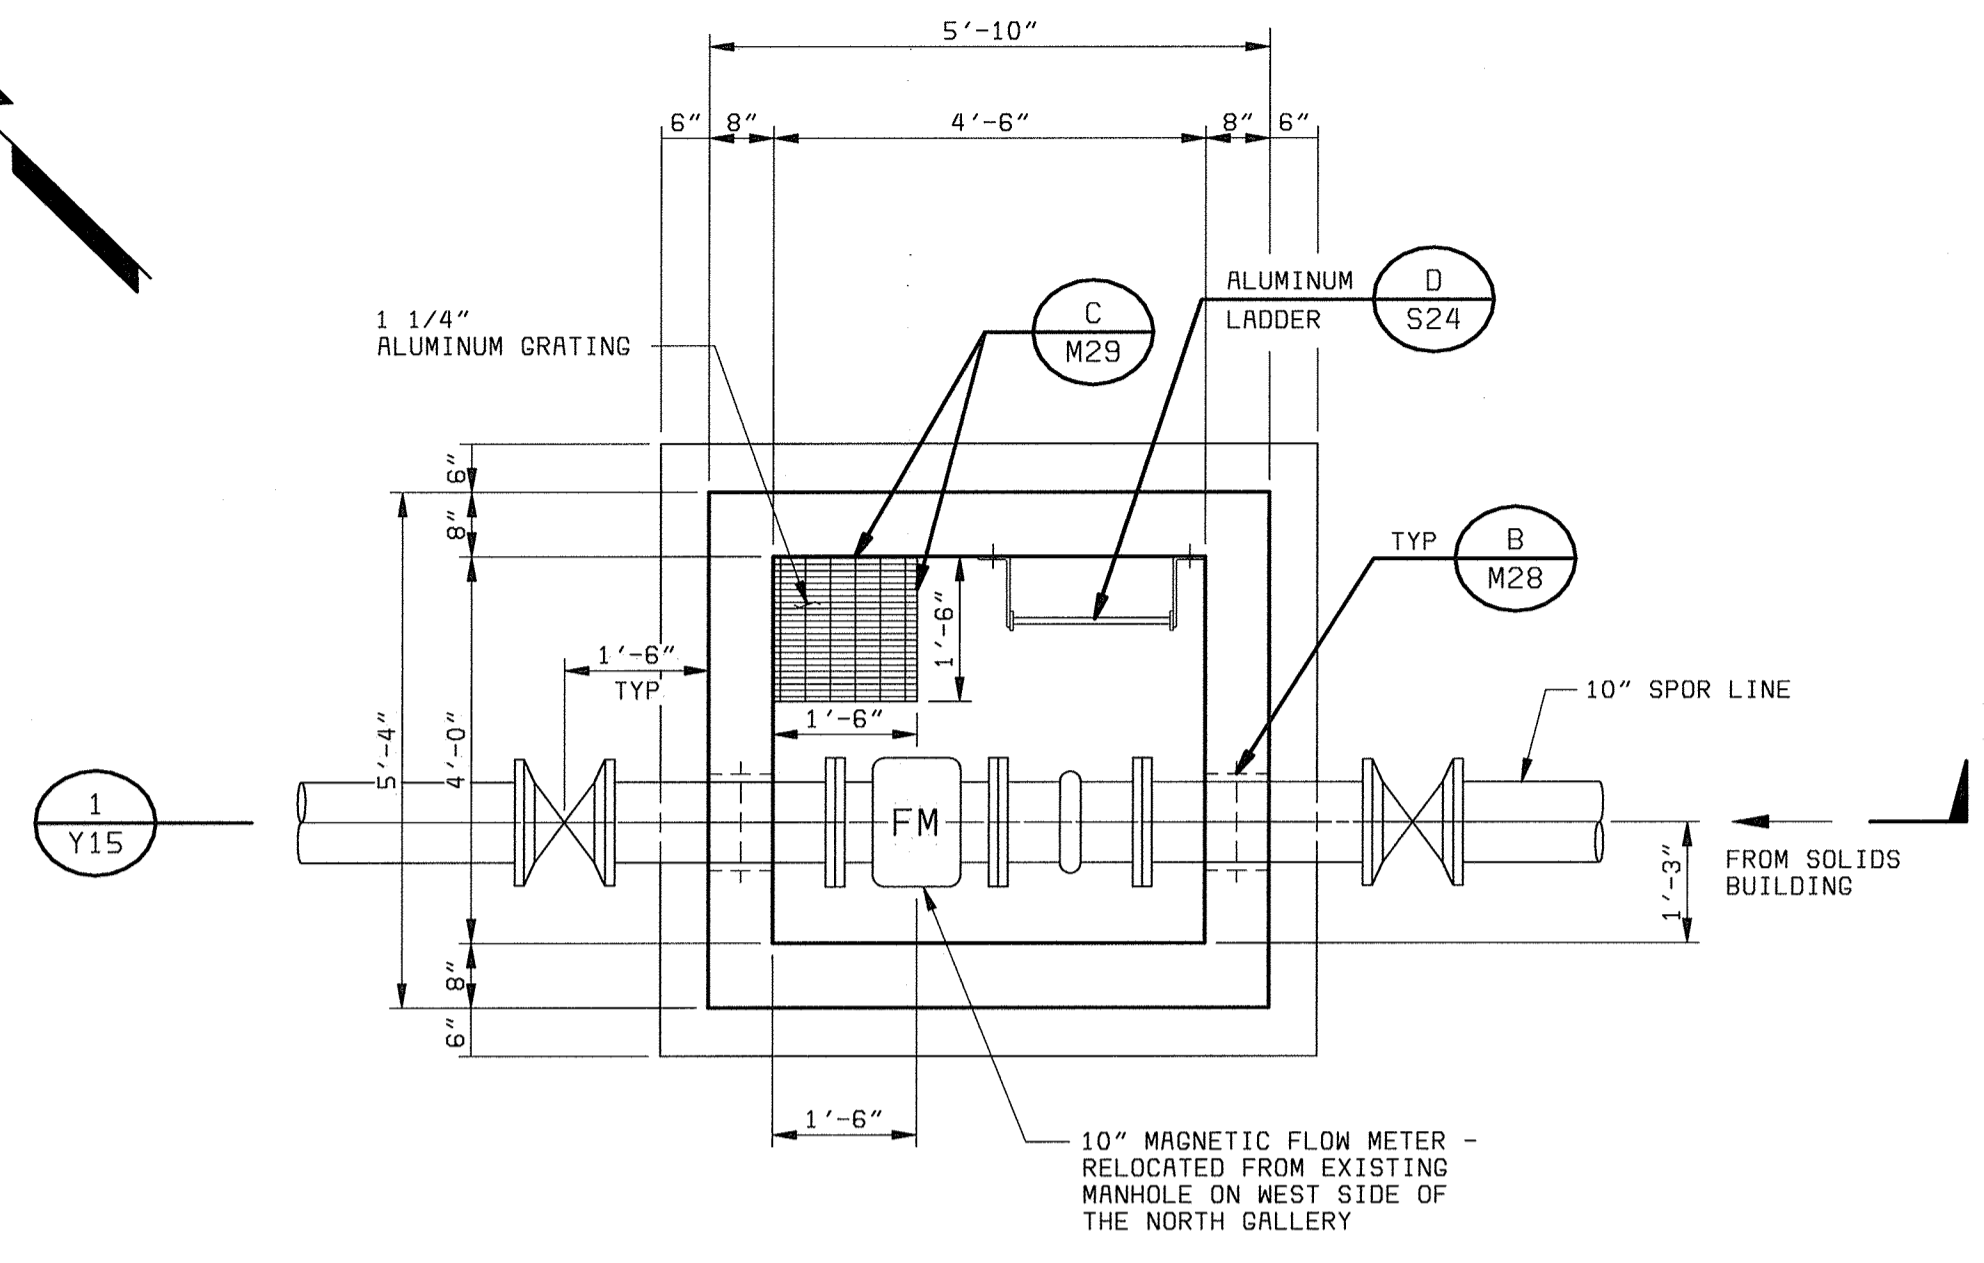 5'-10"
6" 8" 4'-6" 8" 6"
ALUMINUM
LADDER
D
S24
C
M29
1 1/4"
ALUMINUM GRATING
6"
8"
TYP
B
M28
1'-6"
1'-6"
TYP
1'-6"
10" SPOR LINE
5'-4"
4'-0"
1
Y15
FM
1'-3"
FROM SOLIDS
BUILDING
8"
6"
1'-6"
10" MAGNETIC FLOW METER -
RELOCATED FROM EXISTING
MANHOLE ON WEST SIDE OF
THE NORTH GALLERY